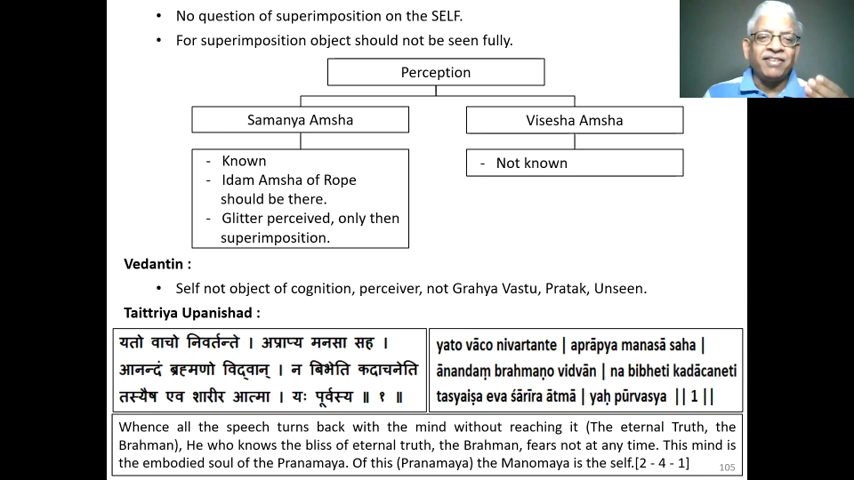 • No question of superimposition on the SELF.
• For superimposition object should not be seen fully.
Perception
Samanya Amsha
Visesha Amsha
- Known
- Idam Amsha of Rope
should be there.
- Glitter perceived, only then
superimposition.
- Not known
Vedantin :
• Self not object of cognition, perceiver, not Grahya Vastu, Pratak, Unseen.
Taittriya Upanishad :
यतो वाचो निवर्तन्ते । अप्राप्य मनसा सह ।
आनन्दं ब्रह्मणो विद्वान् । न बिभेति कदाचनेति
तस्यैष एव शारीर आत्मा । यः पूर्वस्य ॥ १ ॥
yato vāco nivartante | aprāpya manasā saha |
ānandaṃ brahmaṇo vidvān | na bibheti kadācaneti
tasyaiṣa eva śārīra ātmā | yaḥ pūrvasya || 1 ||
Whence all the speech turns back with the mind without reaching it (The eternal Truth, the
Brahman), He who knows the bliss of eternal truth, the Brahman, fears not at any time. This mind is
the embodied soul of the Pranamaya. Of this (Pranamaya) the Manomaya is the self.[2 - 4 - 1]
105